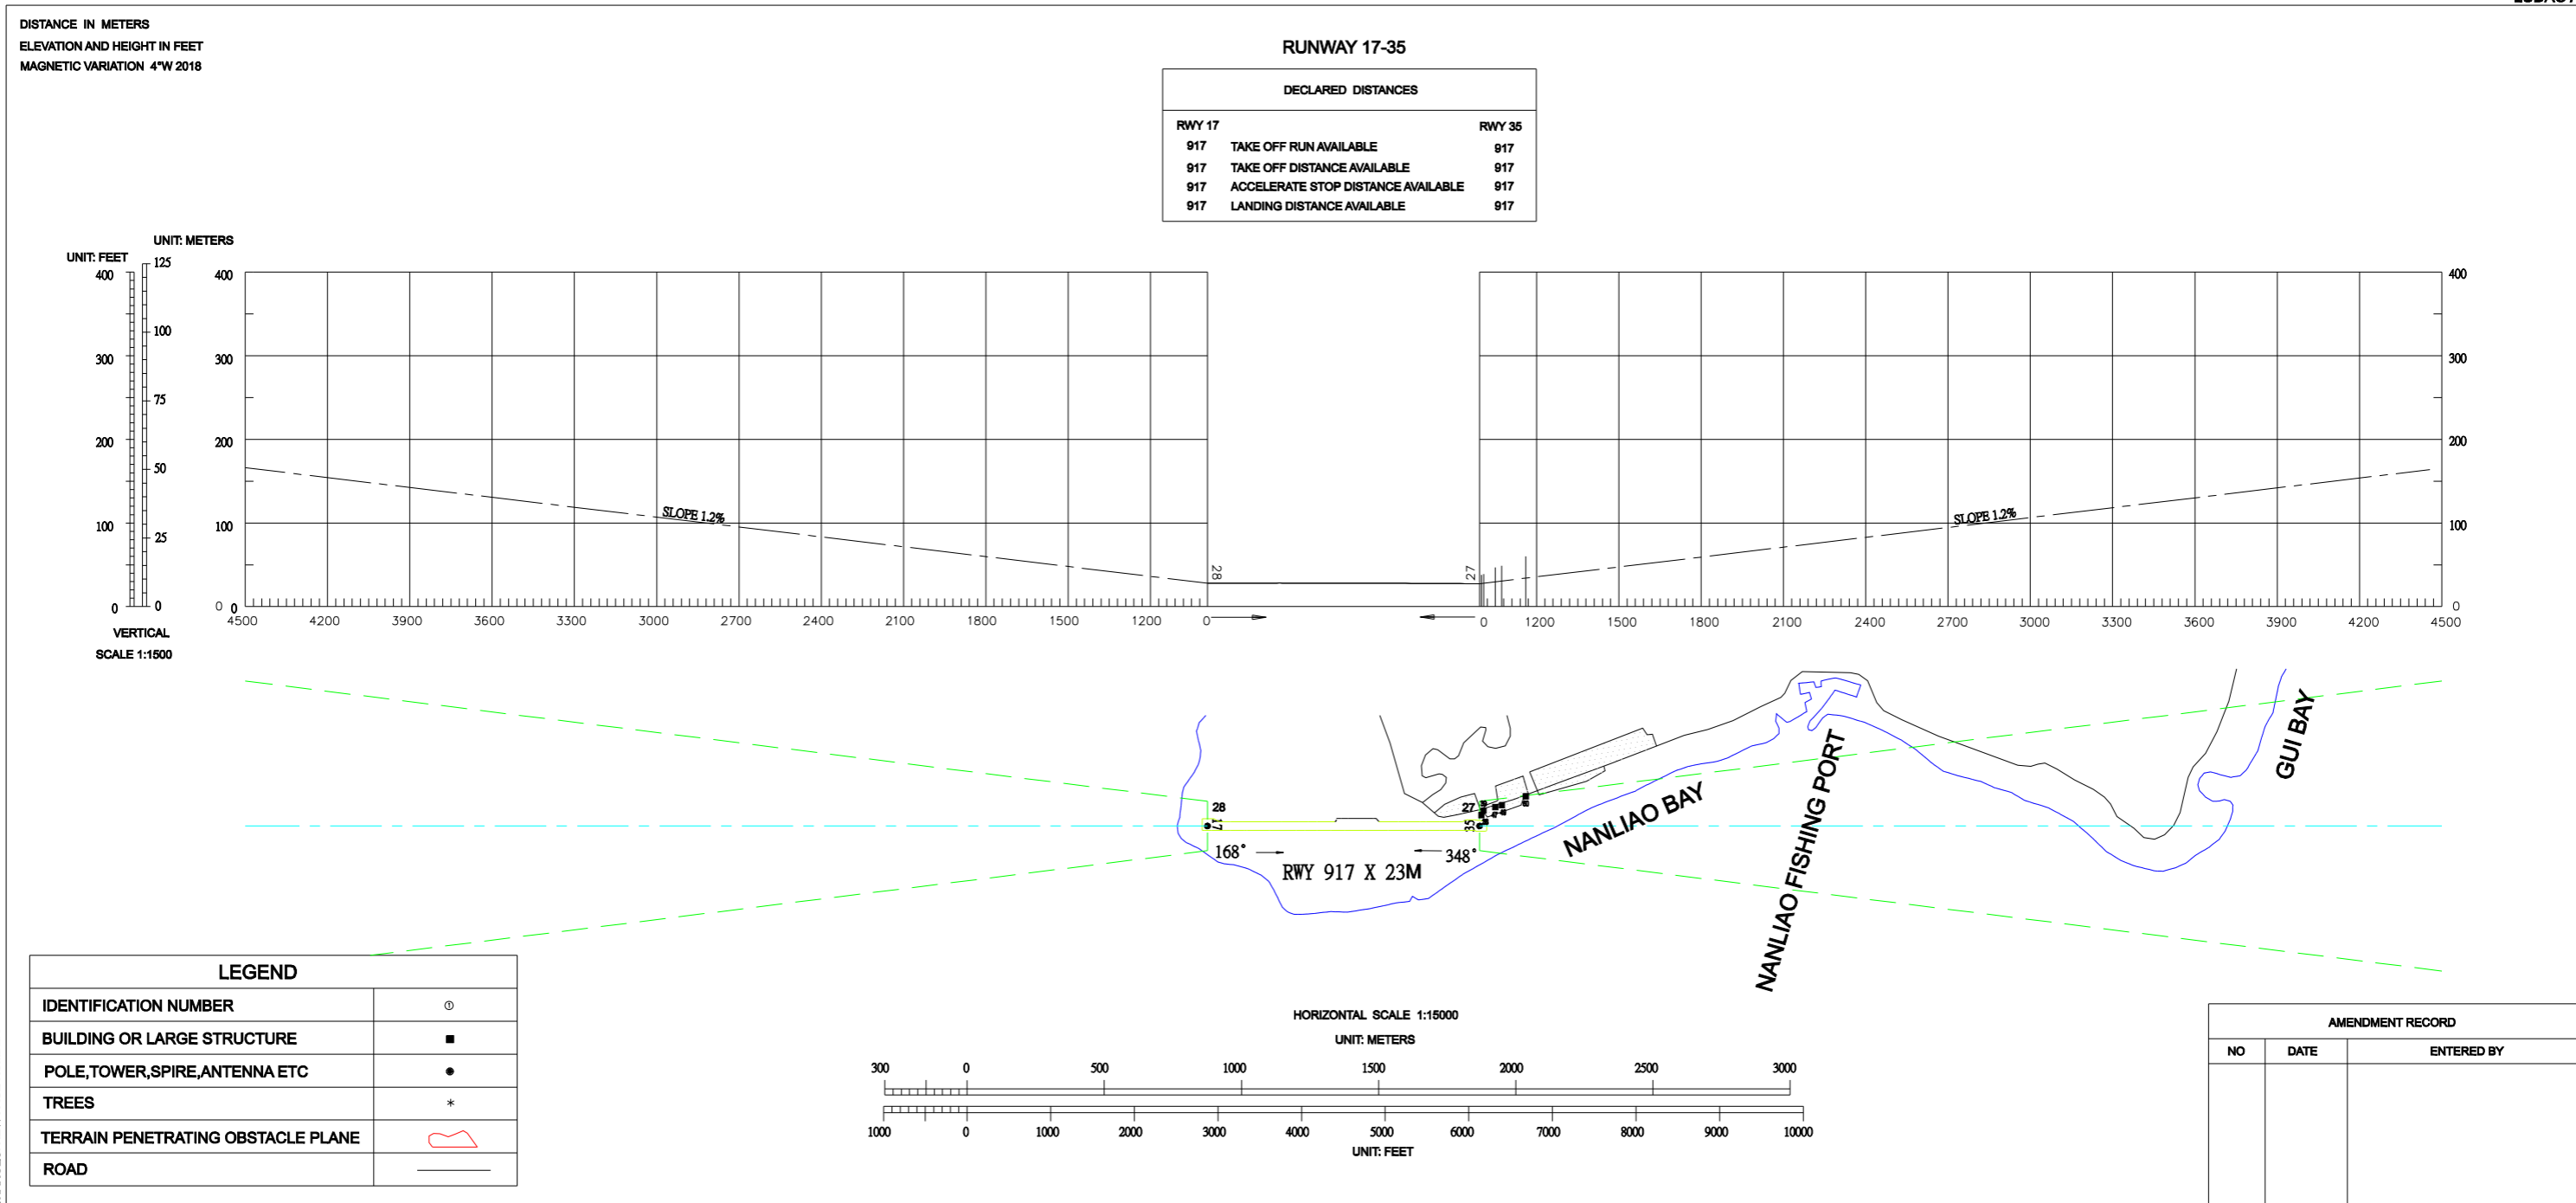 DISTANCE IN METERS
ELEVATION AND HEIGHT IN FEET
MAGNETIC VARIATION 4°W 2018
RUNWAY 17-35
DECLARED DISTANCES
RWY 17 RWY 35
917 TAKE OFF RUN AVAILABLE 917
917 TAKE OFF DISTANCE AVAILABLE 917
917 ACCELERATE STOP DISTANCE AVAILABLE 917
917 LANDING DISTANCE AVAILABLE 917
UNIT: METERS
UNIT: FEET
125
400 400 400
100
300 300 300
75
200 200 200
50
SLOPE 1.2% SLOPE 1.2%
100 100 100
25
28 27
0 0 0 0 0
4500 4200 3900 3600 3300 3000 2700 2400 2100 1800 1500 1200 0 0 1200 1500 1800 2100 2400 2700 3000 3300 3600 3900 4200 4500
VERTICAL
SCALE 1:1500
28 27
17 35
168° 348°
RWY 917 X 23M
NANLIAO BAY
NANLIAO FISHING PORT
GUI BAY
LEGEND
IDENTIFICATION NUMBER 1
BUILDING OR LARGE STRUCTURE
POLE,TOWER,SPIRE,ANTENNA ETC
TREES
TERRAIN PENETRATING OBSTACLE PLANE
ROAD
HORIZONTAL SCALE 1:15000
UNIT: METERS
300 0 500 1000 1500 2000 2500 3000
1000 0 1000 2000 3000 4000 5000 6000 7000 8000 9000 10000
UNIT: FEET
AMENDMENT RECORD
NO DATE ENTERED BY